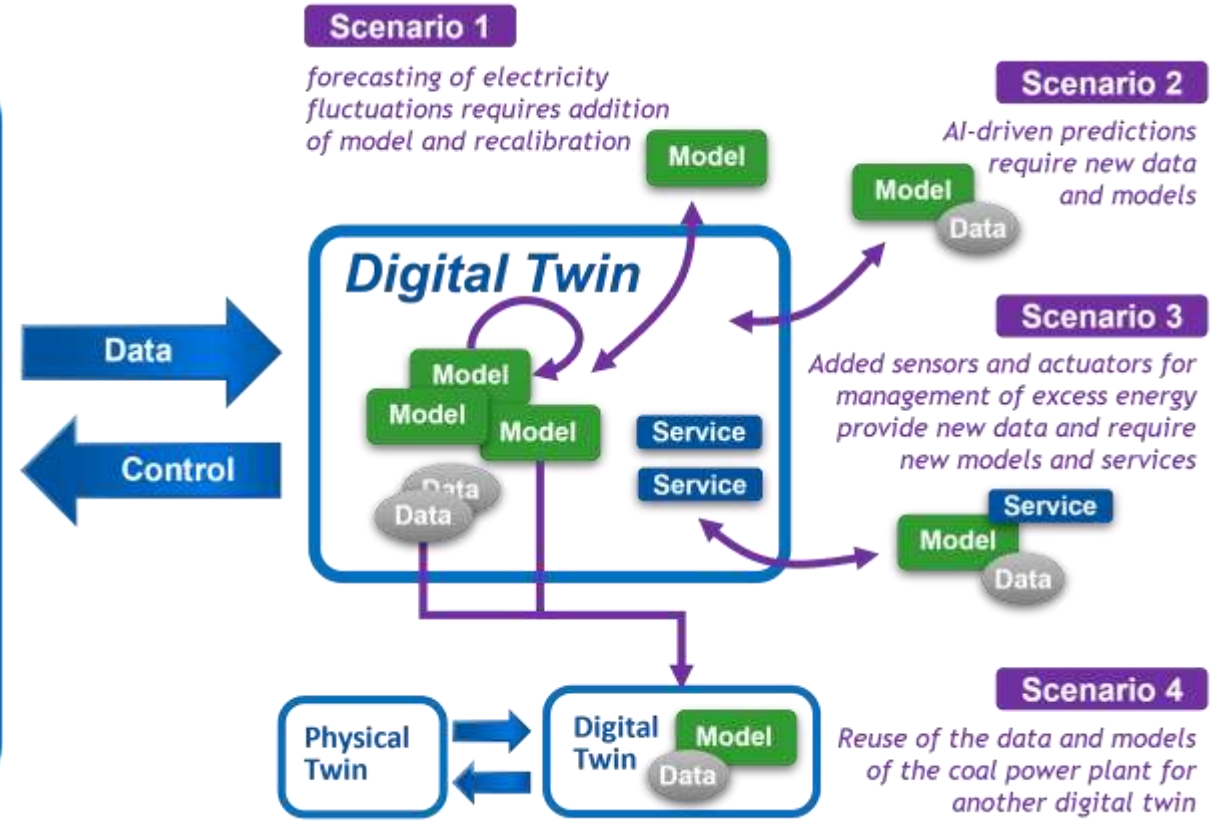 Scenario 1
forecasting of electricity
fluctuations requires addition
of model and recalibration
Model
Scenario 2
AI-driven predictions
require new data
and models
Model
Data
Digital Twin
Data
Control
Model
Model
Model
Data
Data
Service
Service
Scenario 3
Added sensors and actuators for
management of excess energy
provide new data and require
new models and services
Service
Model
Data
Physical
Twin
Digital
Twin
Model
Data
Scenario 4
Reuse of the data and models
of the coal power plant for
another digital twin